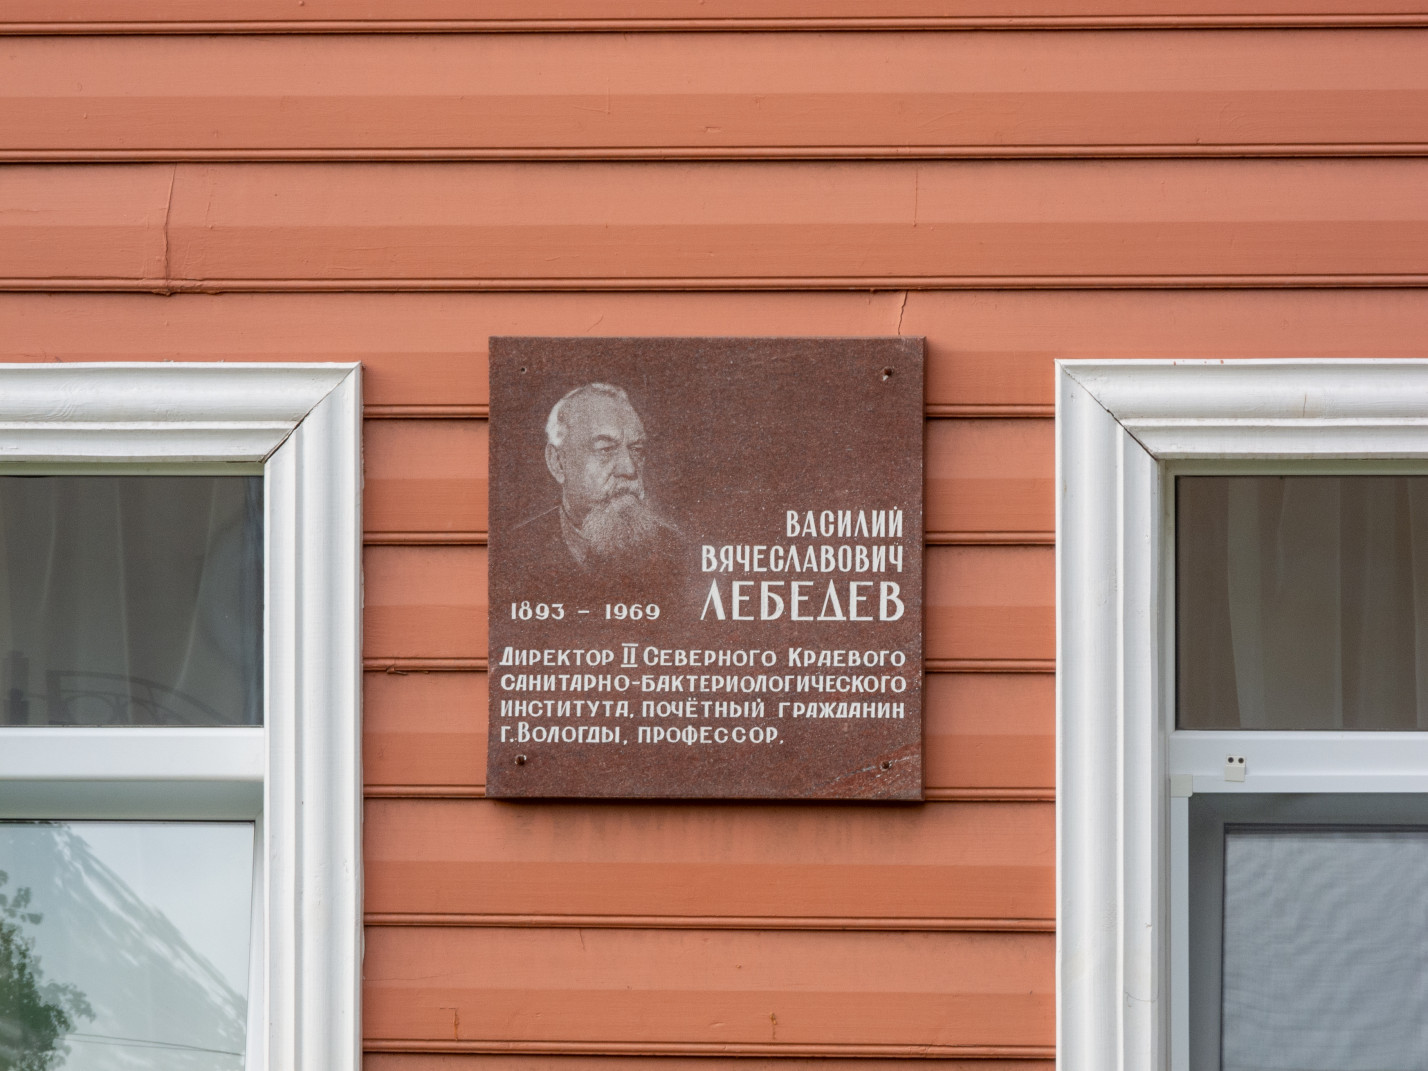 ВАСИЛИЙ
ВЯЧЕСЛАВОВИЧ
ЛЕБЕДЕВ
1893 – 1969
ДИРЕКТОР II СЕВЕРНОГО КРАЕВОГО
САНИТАРНО-БАКТЕРИОЛОГИЧЕСКОГО
ИНСТИТУТА, ПОЧЁТНЫЙ ГРАЖДАНИН
Г. ВОЛОГДЫ, ПРОФЕССОР.